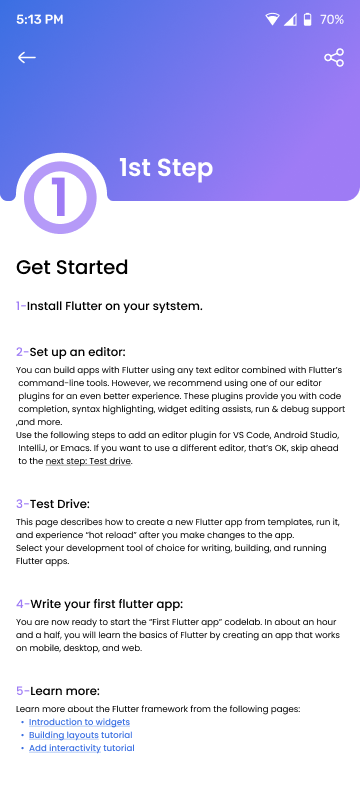 5:13 PM 70%
1st Step
1
Get Started
1-Install Flutter on your sytstem.
2-Set up an editor:
You can build apps with Flutter using any text editor combined with Flutter’s
command-line tools. However, we recommend using one of our editor
plugins for an even better experience. These plugins provide you with code
completion, syntax highlighting, widget editing assists, run & debug support
,and more.
Use the following steps to add an editor plugin for VS Code, Android Studio,
IntelliJ, or Emacs. If you want to use a different editor, that’s OK, skip ahead
to the next step: Test drive.
3-Test Drive:
This page describes how to create a new Flutter app from templates, run it,
and experience “hot reload” after you make changes to the app.
Select your development tool of choice for writing, building, and running
Flutter apps.
4-Write your first flutter app:
You are now ready to start the “First Flutter app” codelab. In about an hour
and a half, you will learn the basics of Flutter by creating an app that works
on mobile, desktop, and web.
5-Learn more:
Learn more about the Flutter framework from the following pages:
• Introduction to widgets
• Building layouts tutorial
• Add interactivity tutorial